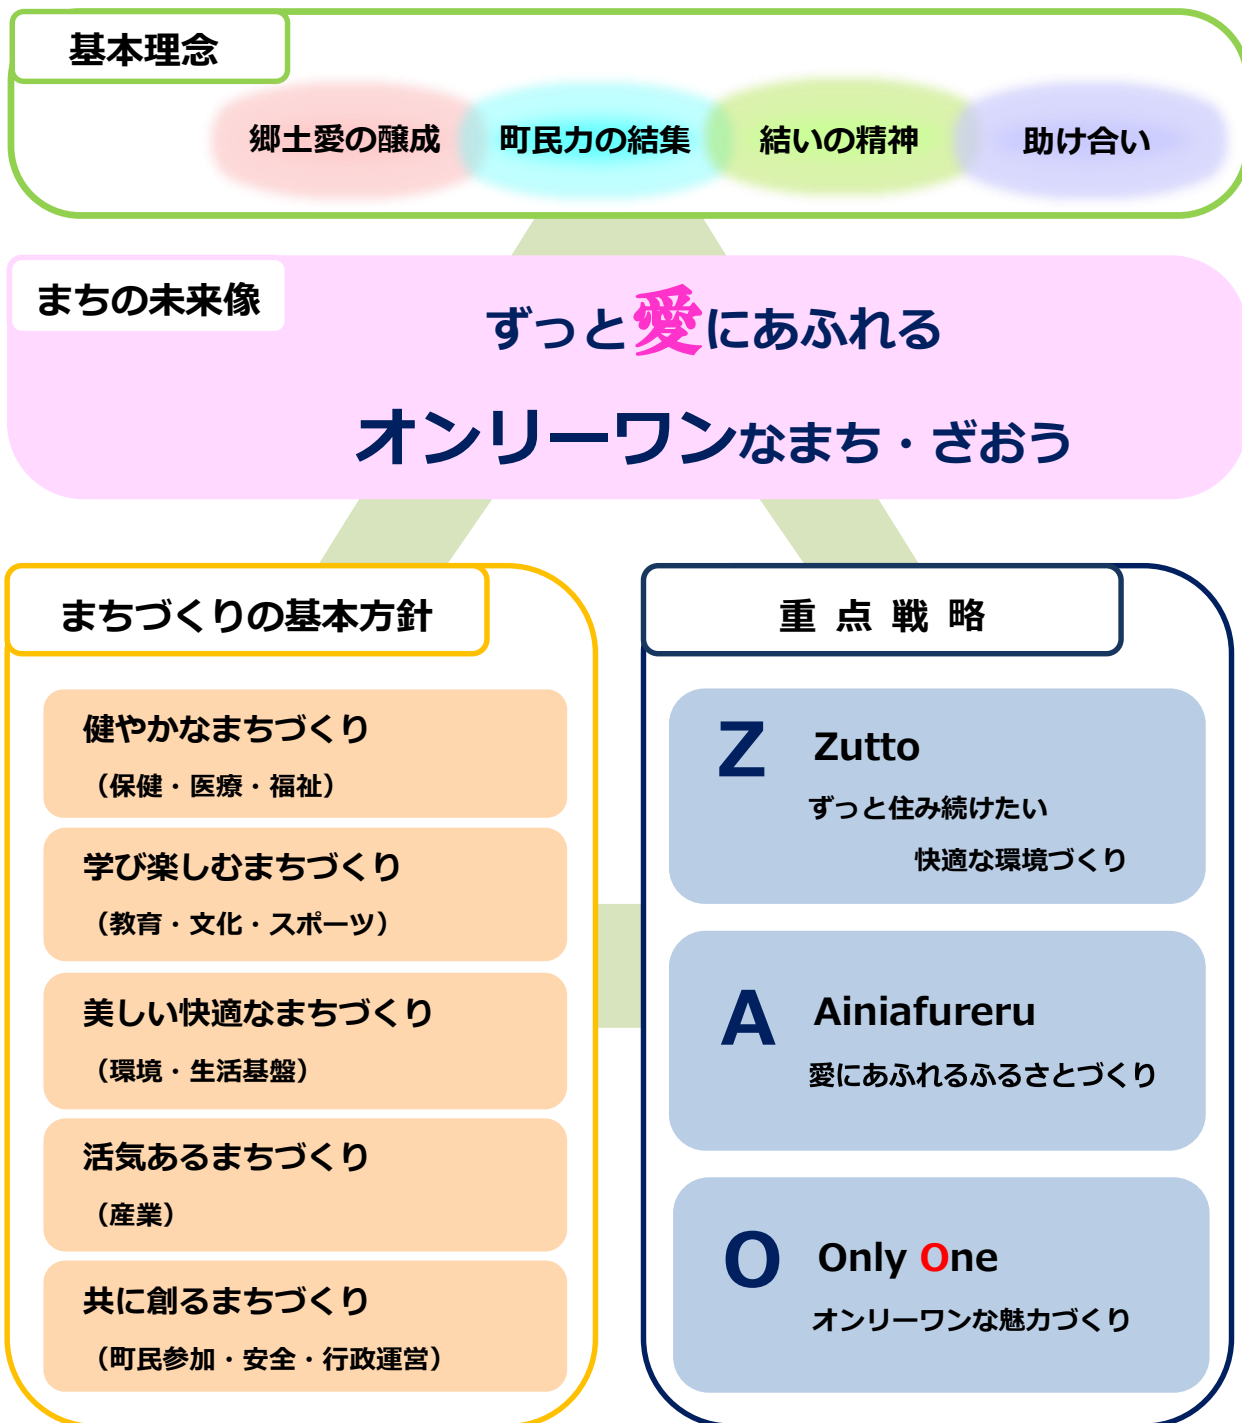 基本理念
郷土愛の醸成 町民力の結集 結いの精神 助け合い
まちの未来像
ずっと愛にあふれる
オンリーワンなまち・ざおう
まちづくりの基本方針
健やかなまちづくり
（保健・医療・福祉）
学び楽しむまちづくり
（教育・文化・スポーツ）
美しい快適なまちづくり
（環境・生活基盤）
活気あるまちづくり
（産業）
共に創るまちづくり
（町民参加・安全・行政運営）
重点戦略
Z Zutto
ずっと住み続けたい
快適な環境づくり
A Ainiafureru
愛にあふれるふるさとづくり
O Only One
オンリーワンな魅力づくり